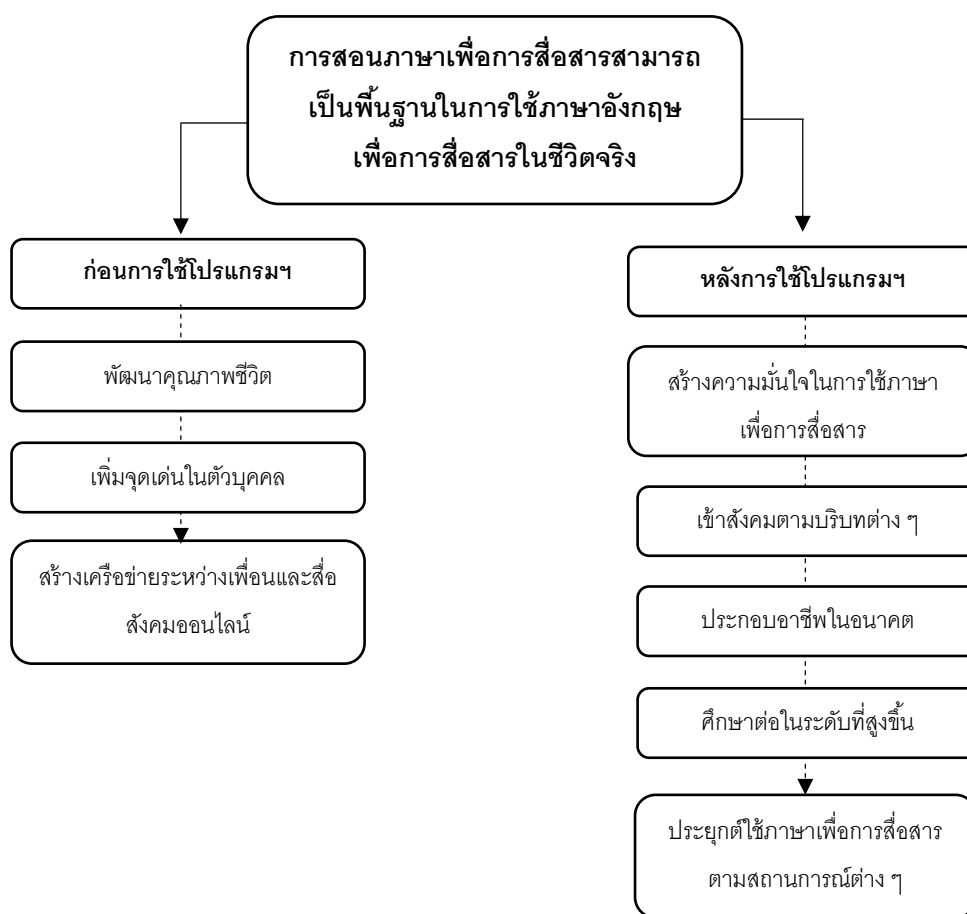 การสอนภาษาเพื่อการสื่อสารสามารถ
เป็นพื้นฐานในการใช้ภาษาอังกฤษ
เพื่อการสื่อสารในชีวิตจริง
ก่อนการใช้โปรแกรมฯ
พัฒนาคุณภาพชีวิต
เพิ่มจุดเด่นในตัวบุคคล
สร้างเครือข่ายระหว่างเพื่อนและสื่อ
สังคมออนไลน์
หลังการใช้โปรแกรมฯ
สร้างความมั่นใจในการใช้ภาษา
เพื่อการสื่อสาร
เข้าสังคมตามบริบทต่าง ๆ
ประกอบอาชีพในอนาคต
ศึกษาต่อในระดับที่สูงขึ้น
ประยุกต์ใช้ภาษาเพื่อการสื่อสาร
ตามสถานการณ์ต่าง ๆ